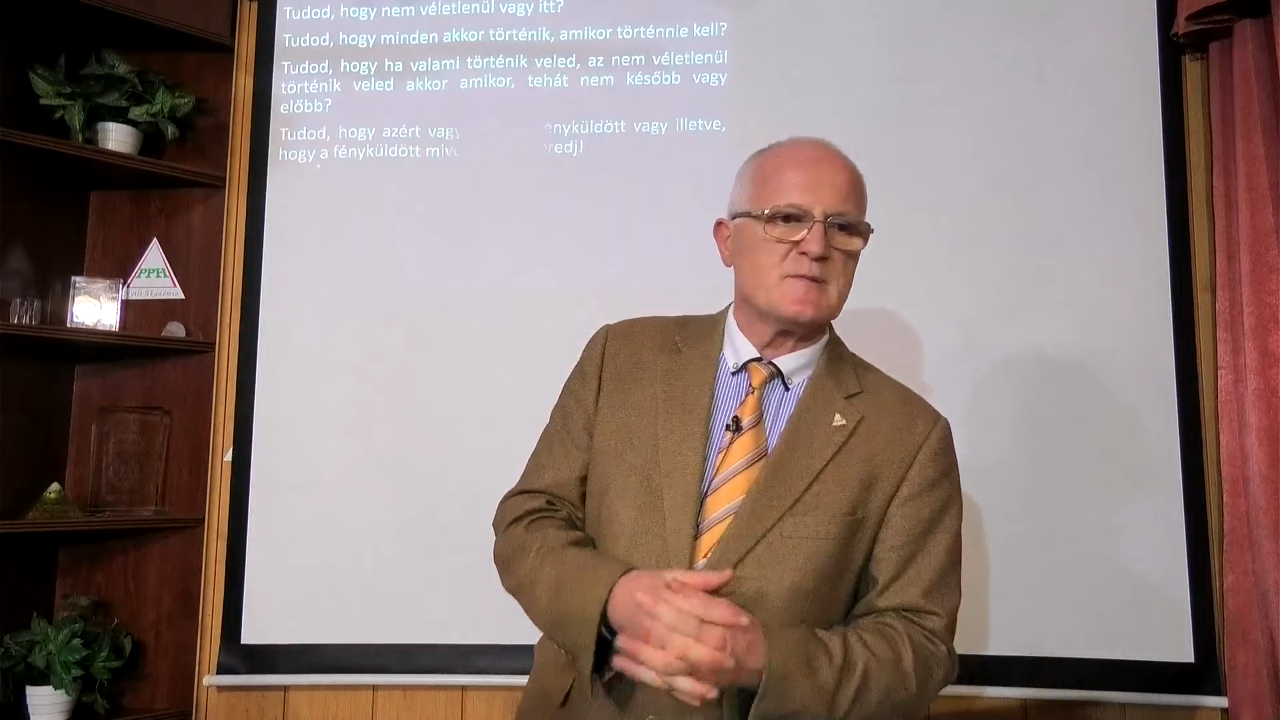 Tudod, hogy nem véletlenül vagy itt?
Tudod, hogy minden akkor történik, amikor történnie kell?
Tudod, hogy ha valami történik veled, az nem véletlenül
történik veled akkor amikor, tehát nem később vagy
előbb?
Tudod, hogy azért vagy vagy illetve,
hogy a fényküldött
PPH